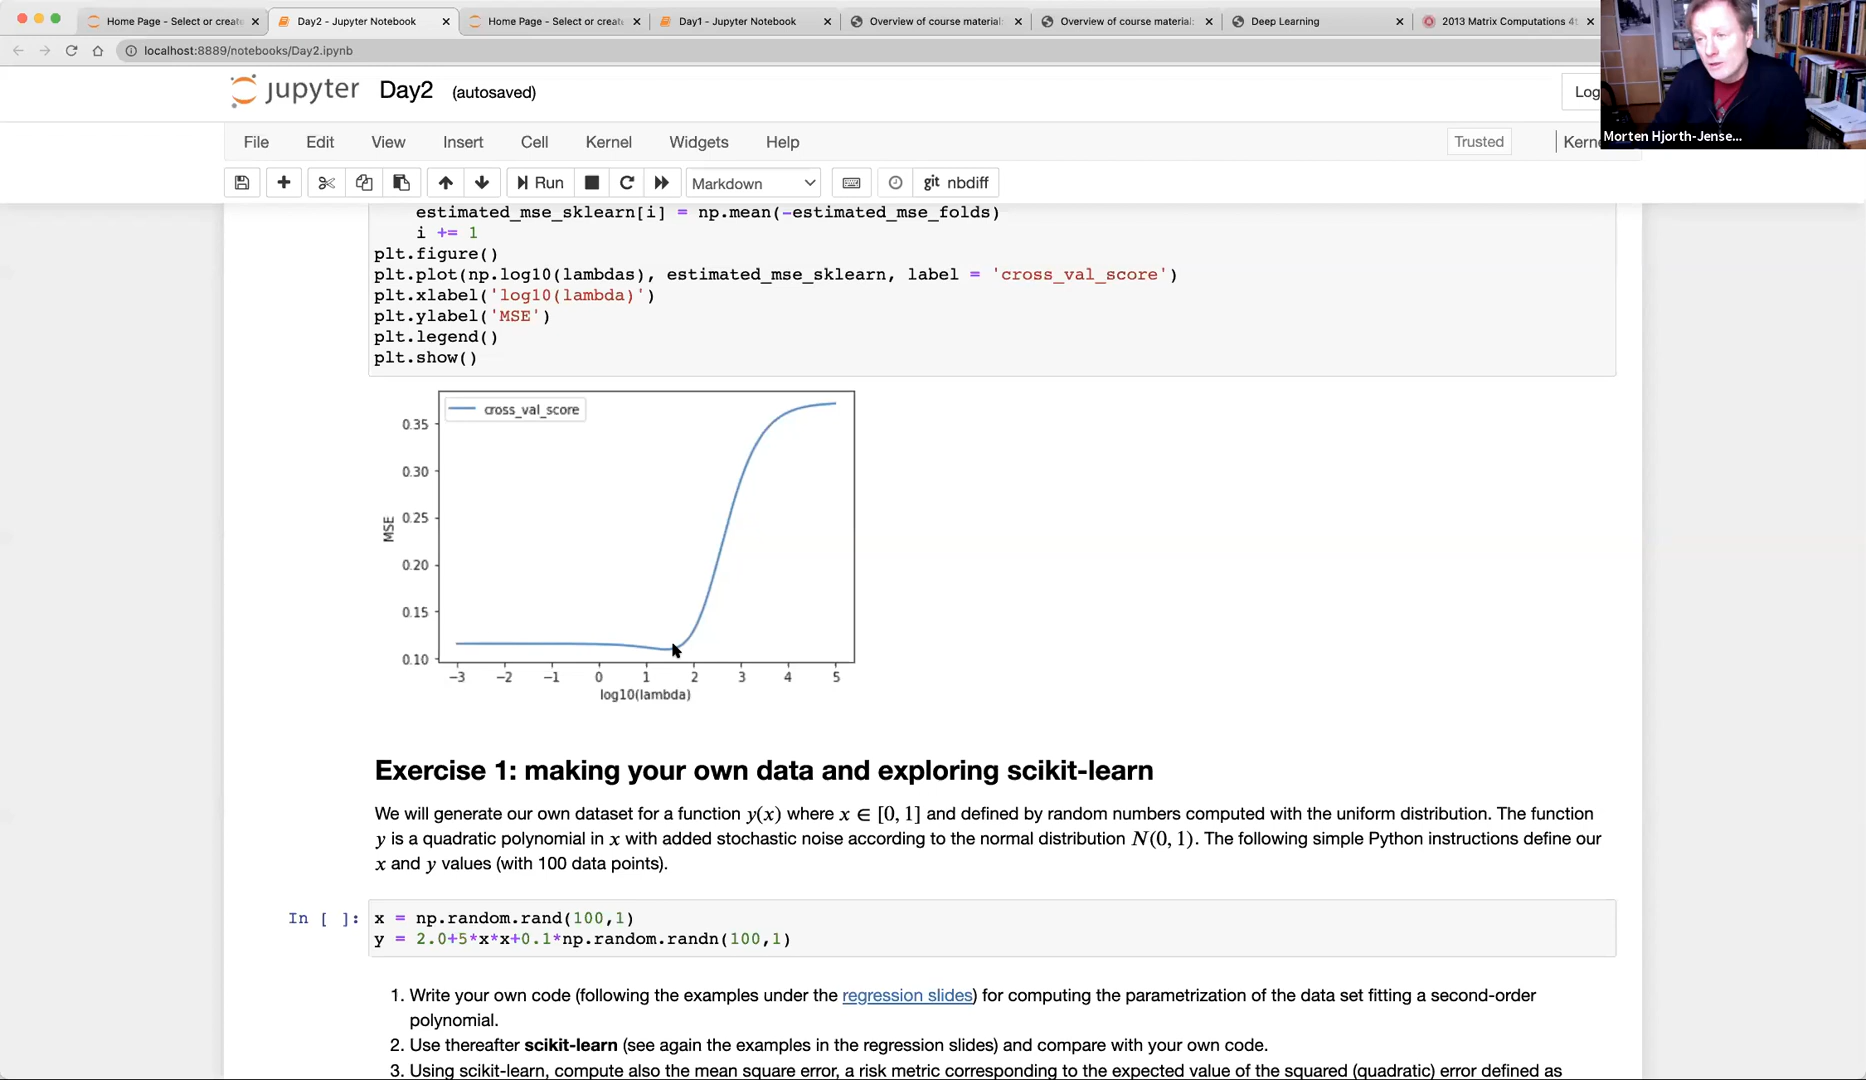 Home Page - Select or create
Day2 - Jupyter Notebook
Home Page - Select or create
Day1 - Jupyter Notebook
Overview of course material:
Overview of course material:
Deep Learning
2013 Matrix Computations 4t
localhost:8889/notebooks/Day2.ipynb
jupyter Day2 (autosaved)
Log
Morten Hjorth-Jense...
File Edit View Insert Cell Kernel Widgets Help
Trusted
Kerne
Run
Markdown
git nbdiff
estimated_mse_sklearn[i] = np.mean(-estimated_mse_folds)
i += 1
plt.figure()
plt.plot(np.log10(lambdas), estimated_mse_sklearn, label = 'cross_val_score')
plt.xlabel('log10(lambda)')
plt.ylabel('MSE')
plt.legend()
plt.show()
cross_val_score
0.35
0.30
0.25
0.20
0.15
0.10
MSE
−3 −2 −1 0 1 2 3 4 5
log10(lambda)
Exercise 1: making your own data and exploring scikit-learn
We will generate our own dataset for a function y(x) where x ∈ [0, 1] and defined by random numbers computed with the uniform distribution. The function
y is a quadratic polynomial in x with added stochastic noise according to the normal distribution N(0, 1). The following simple Python instructions define our
x and y values (with 100 data points).
In [ ]:
x = np.random.rand(100,1)
y = 2.0+5*x*x+0.1*np.random.randn(100,1)
1. Write your own code (following the examples under the regression slides) for computing the parametrization of the data set fitting a second-order
polynomial.
2. Use thereafter scikit-learn (see again the examples in the regression slides) and compare with your own code.
3. Using scikit-learn, compute also the mean square error, a risk metric corresponding to the expected value of the squared (quadratic) error defined as